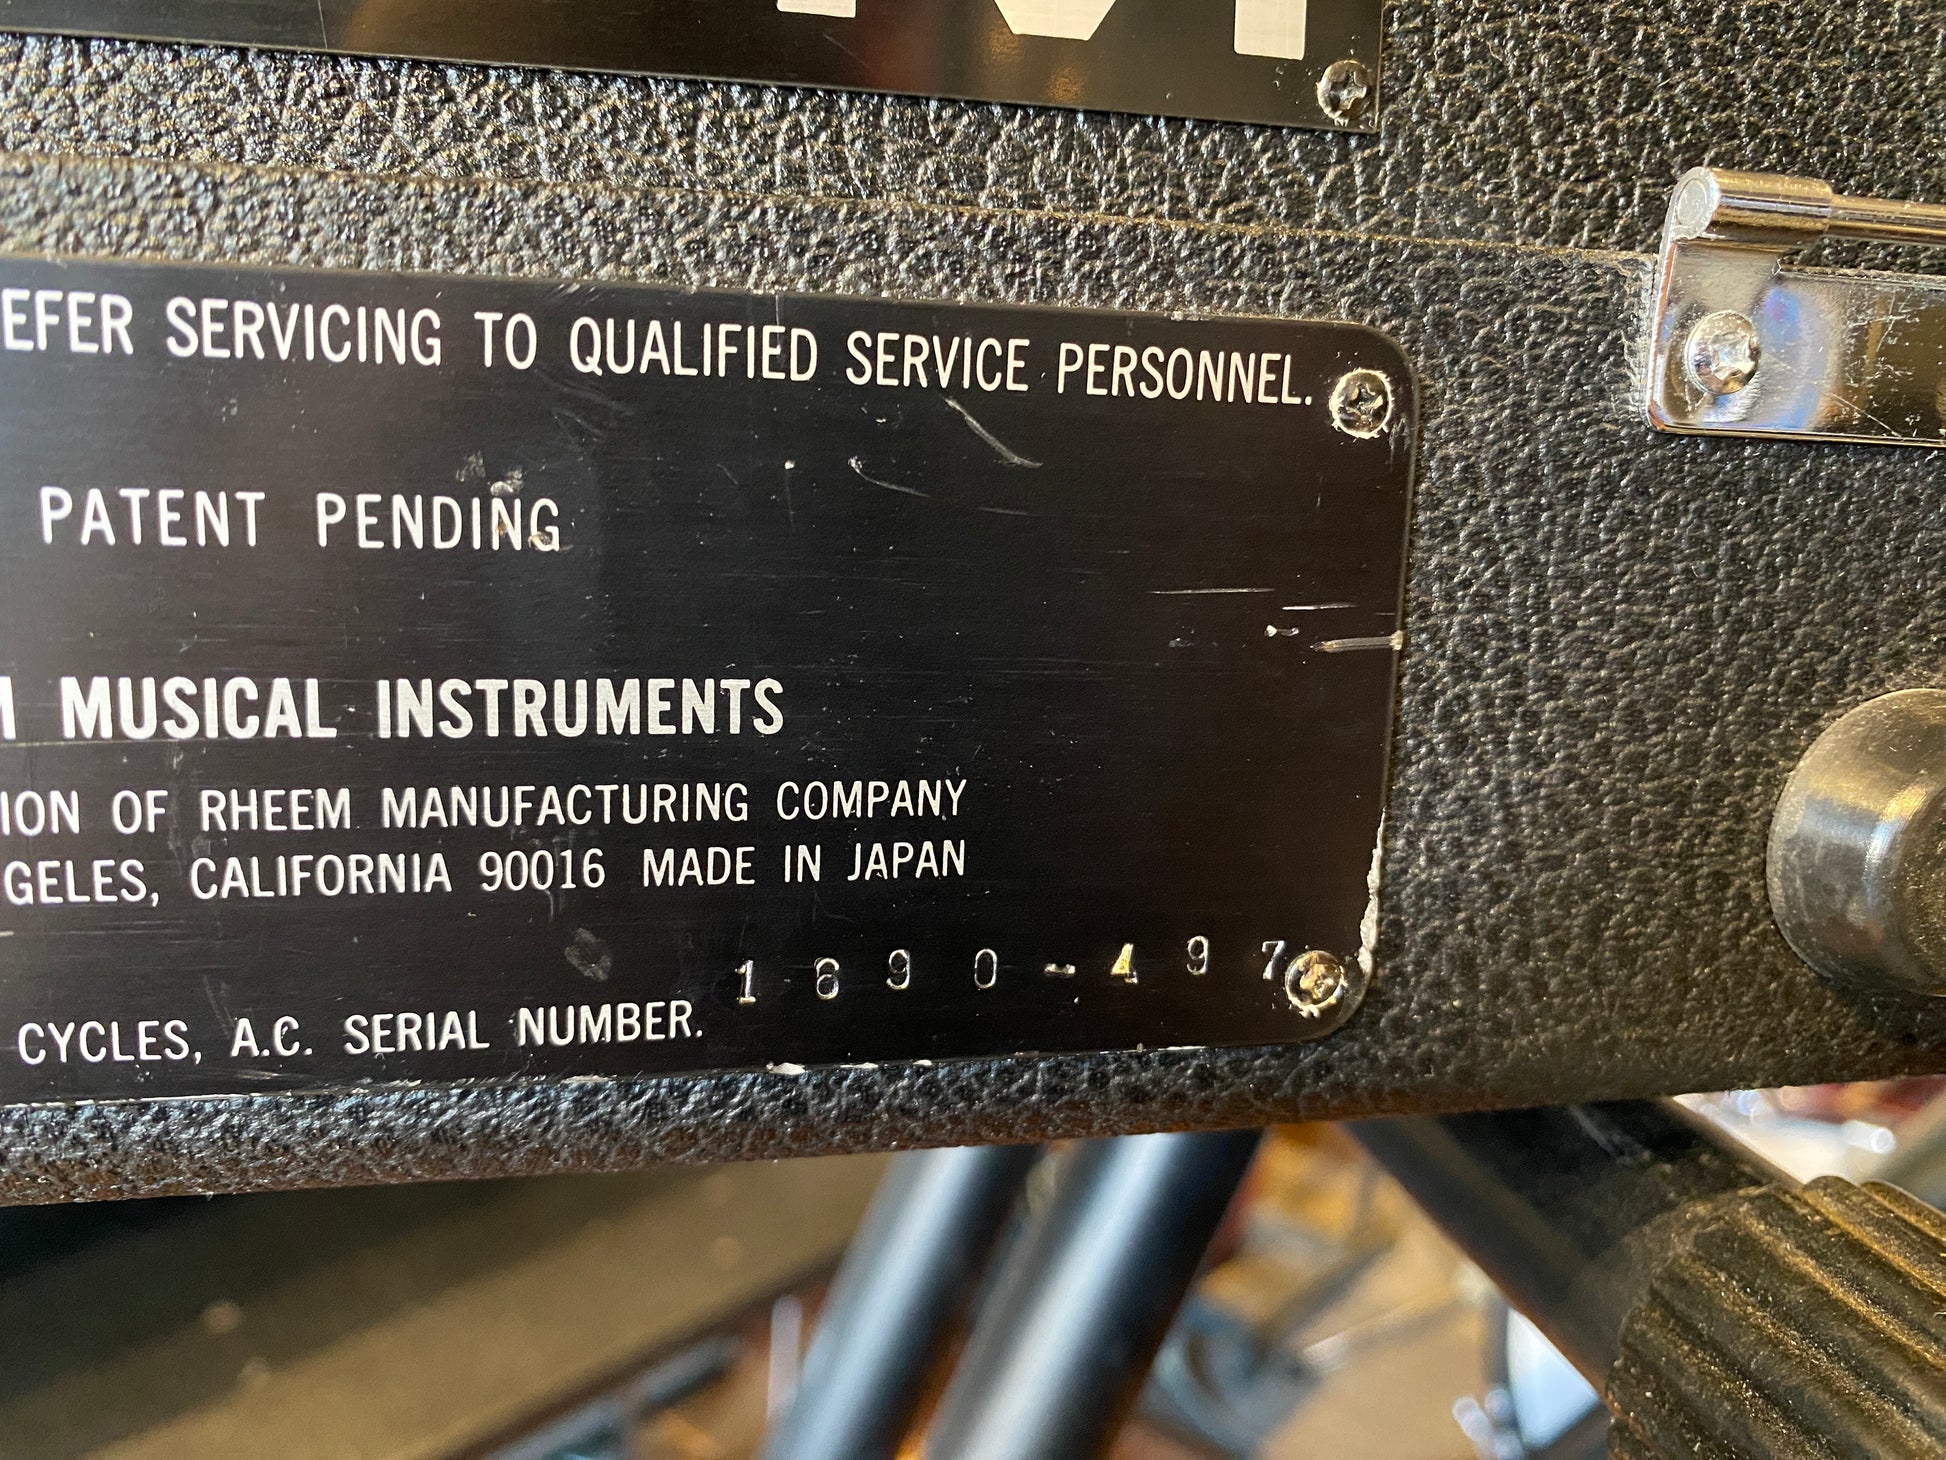 EFER SERVICING TO QUALIFIED SERVICE PERSONNEL.
PATENT PENDING
MUSICAL INSTRUMENTS
ION OF RHEEM MANUFACTURING COMPANY
GELES, CALIFORNIA 90016 MADE IN JAPAN
CYCLES, A.C. SERIAL NUMBER. 1690-497